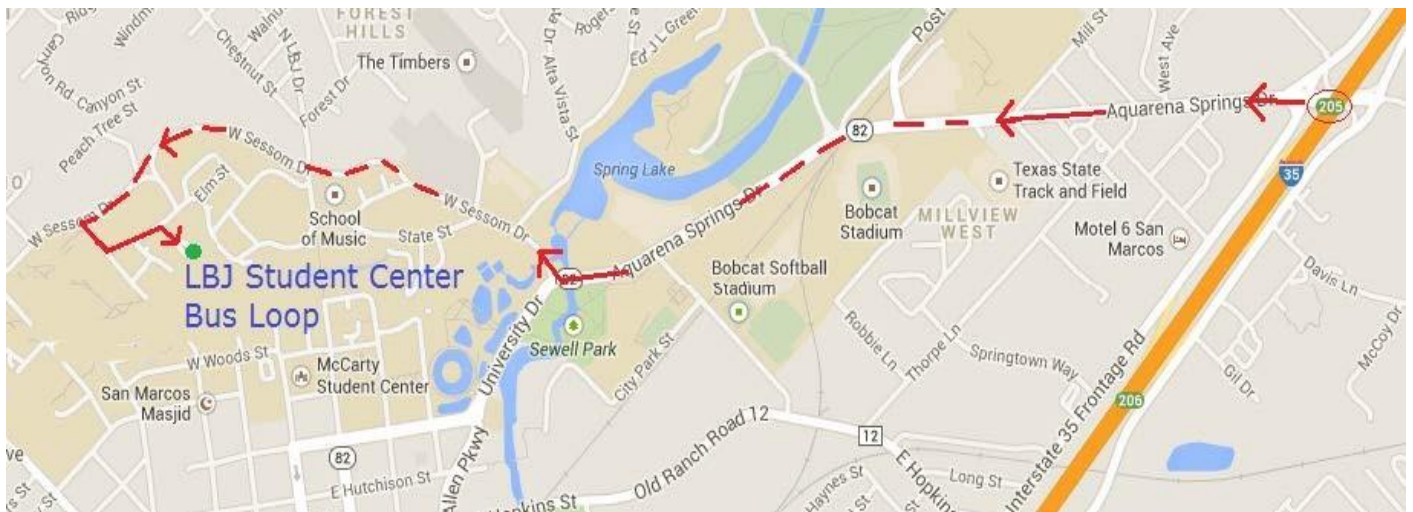 FOREST
HILLS
The Timbers
Chestnut St
N LBJ Dr
Forest Dr
Alta Vista St
Ed J L Green
Post
Mill St
West Ave
Canyon Rd
Canyon St
Peach Tree St
W Sessom Dr
Elm St
School
of Music
State St
W Sessom Dr
W Sessom Dr
Spring Lake
82
Aquarena Springs Dr
205
35
Aquarena Springs Dr
Bobcat
Stadium
Texas State
Track and Field
MILLVIEW
WEST
Motel 6 San
Marcos
LBJ Student Center
Bus Loop
82
University Dr
Sewell Park
Bobcat Softball
Stadium
City Park St
Robbie Ln
Thorpe Ln
Springtown Way
Davis Ln
McCoy Dr
Gil Dr
206
Interstate 35 Frontage Rd
W Woods St
McCarty
Student Center
San Marcos
Masjid
82
E Hutchison St
Allen Pkwy
Hopkins St
Old Ranch Road 12
12
E Hopkins
Long St
Haynes St